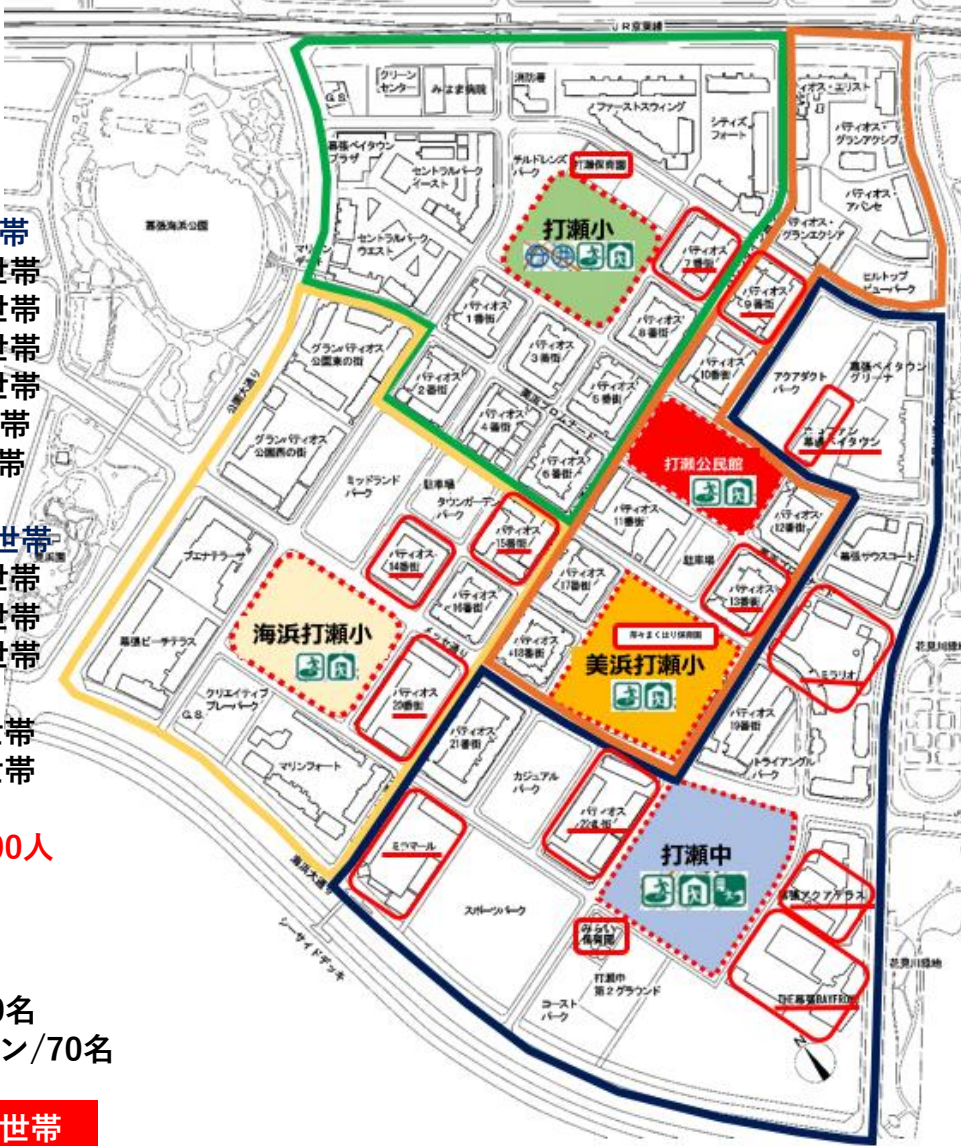 JR京葉線
G.S.
クリーン
センター
みはま病院
消防署
ファーストスウィング
シティズ
フォート
パティオス・
グランアクシブ
パティオス・
アバンセ
パティオス・
グランエクシア
ヒルトップ
ビューパーク
幕張ベイタウン
プラザ
セントラルパーク
イースト
セントラルパーク
ウエスト
チルドレンズ
パーク
打瀬保育園
打瀬小
幕張海浜公園
帯
世帯
世帯
世帯
世帯
帯
帯
世帯
世帯
世帯
世帯
世帯
世帯
00人
0名
ン/70名
世帯
パティオス
7番街
パティオス
9番街
パティオス
1番街
パティオス
8番街
パティオス
3番街
パティオス
10番街
パティオス
2番街
パティオス
5番街
パティオス
4番街
パティオス
6番街
美浜プロムナード
グランパティオス
公園東の街
公園大通り
グランパティオス
公園西の街
アクアダクト
パーク
幕張ベイタウン
グリーナ
幕張ベイタウン
打瀬公民館
ミッドランド
パーク
駐車場
タウンガーデン
パーク
パティオス
11番街
パティオス
12番街
パティオス
15番街
パティオス
14番街
駐車場
幕張サウスコート
ブエナテラーサ
パティオス
17番街
パティオス
13番街
パティオス
16番街
海浜打瀬小
パティオス
18番街
美浜打瀬小
花見川緑地
ミラリオ
幕張ビーチテラス
クリエイティブ
プレーパーク
G.S.
パティオス
20番街
パティオス
19番街
トライアングル
パーク
パティオス
21番街
マリンフォート
カジュアル
パーク
パティオス
22番街
打瀬中
ミラマール
海浜大通り
シーサイドデッキ
スポーツパーク
みらい
保育園
幕張アクアテラス
打瀬中
第2グラウンド
コースト
パーク
花見川緑地
THE幕張BAYFRONT
N